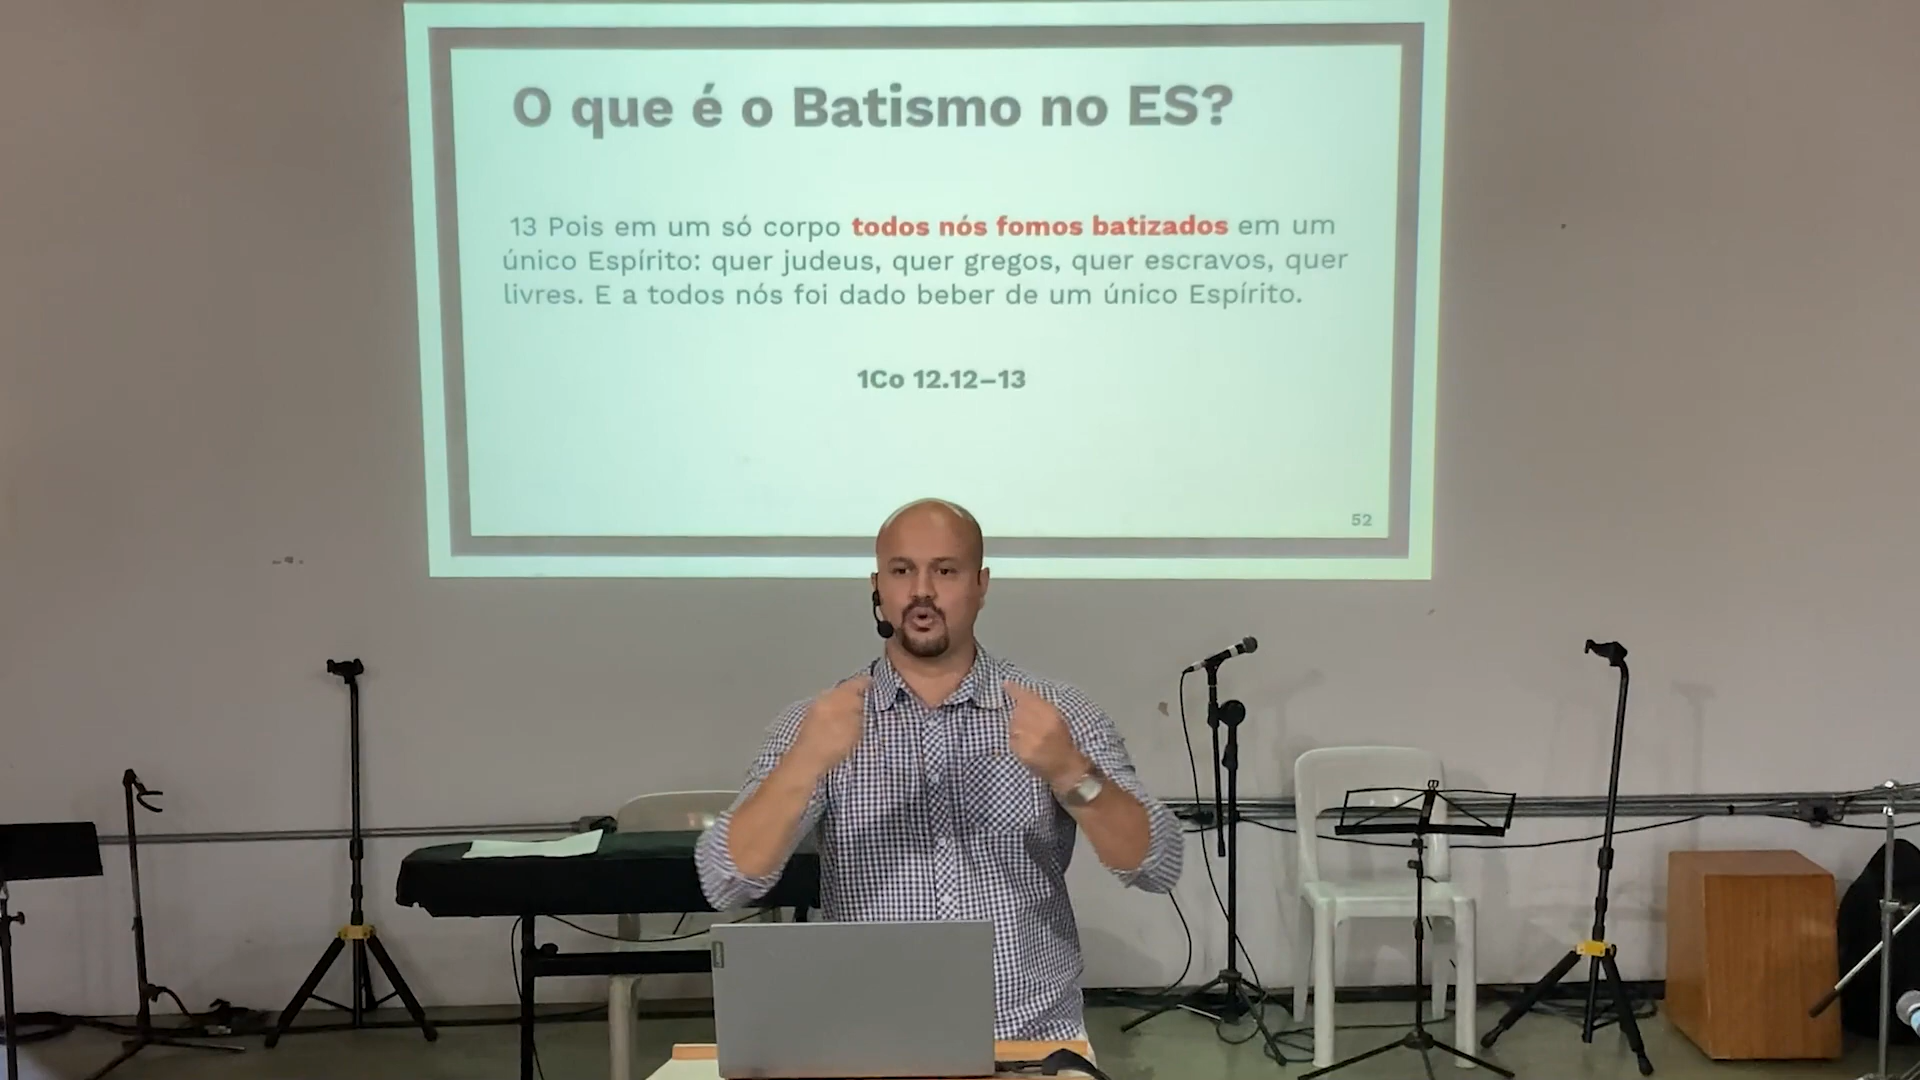 O que é o Batismo no ES?
13 Pois em um só corpo todos nós fomos batizados em um
único Espírito: quer judeus, quer gregos, quer escravos, quer
livres. E a todos nós foi dado beber de um único Espírito.
1Co 12.12–13
52